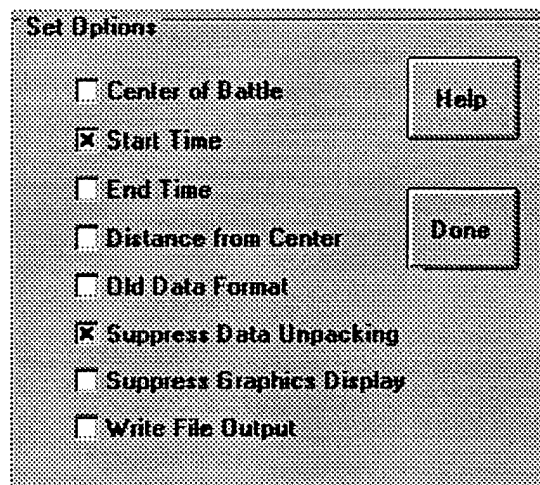 Set Options
Center of Battle
Help
Start Time
End Time
Distance from Center
Done
Old Data Format
Suppress Data Unpacking
Suppress Graphics Display
Write File Output